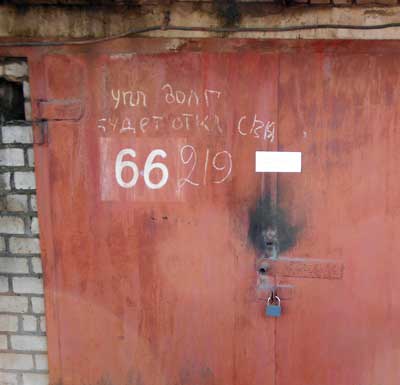 упл долг
будет откл
66 219